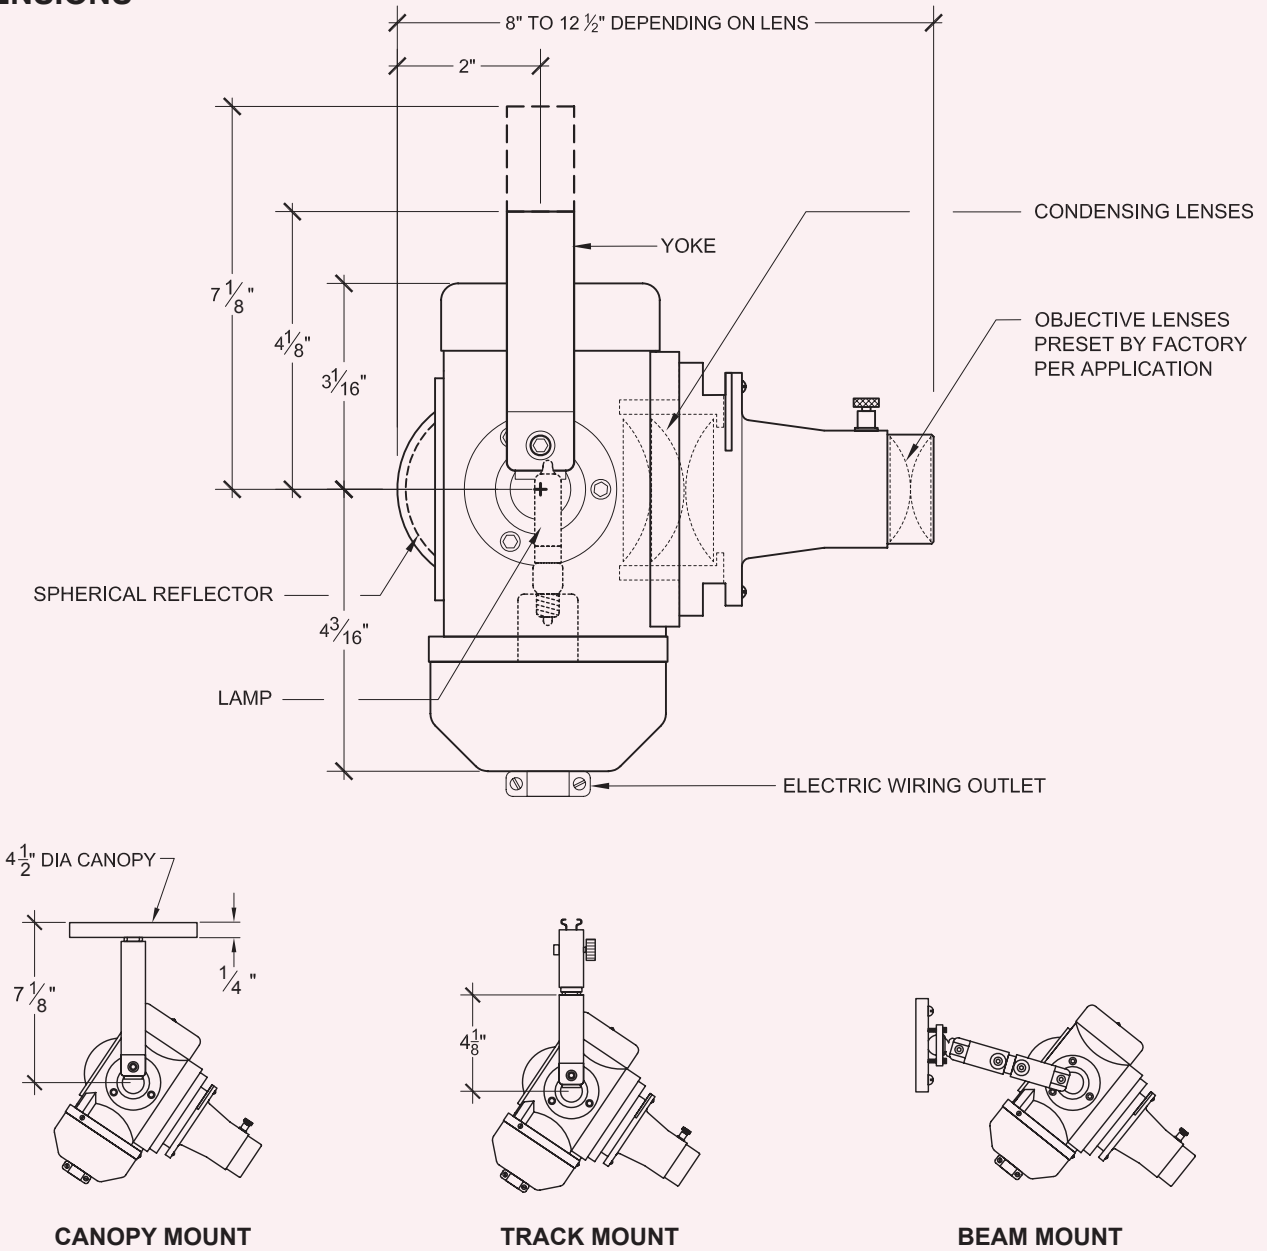 8" TO 12 ½" DEPENDING ON LENS
2"
CONDENSING LENSES
YOKE
7 1/8"
4 1/8"
3 1/16"
OBJECTIVE LENSES
PRESET BY FACTORY
PER APPLICATION
SPHERICAL REFLECTOR
4 3/16"
LAMP
ELECTRIC WIRING OUTLET
4 1/2" DIA CANOPY
1/4 "
7 1/8"
4 1/8"
CANOPY MOUNT
TRACK MOUNT
BEAM MOUNT